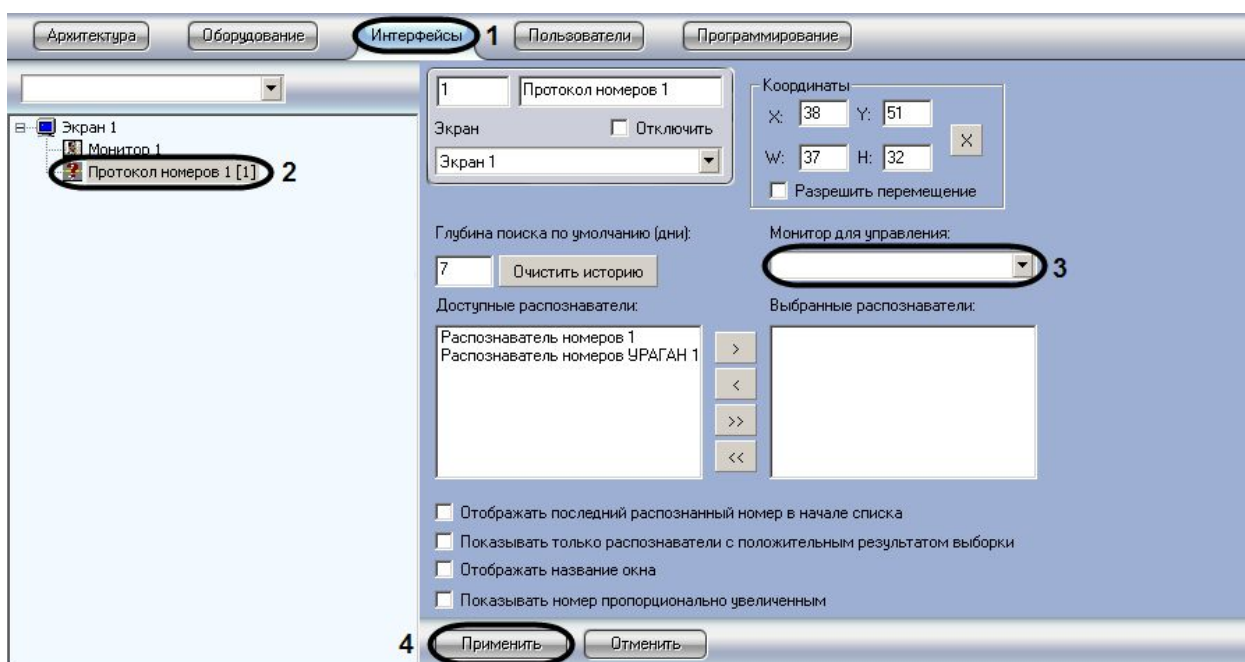 Архитектура Оборудование Интерфейсы 1 Пользователи Программирование
1 Протокол номеров 1
Экран Отключить
Экран 1
Координаты
X: 38 Y: 51
X
W: 37 H: 32
Разрешить перемещение
Экран 1
Монитор 1
Протокол номеров 1 [1] 2
Глубина поиска по умолчанию (дни):
7 Очистить историю
Монитор для управления:
3
Доступные распознаватели:
Распознаватель номеров 1
Распознаватель номеров УРАГАН 1
>
<
>>
<<
Выбранные распознаватели:
Отображать последний распознанный номер в начале списка
Показывать только распознаватели с положительным результатом выборки
Отображать название окна
Показывать номер пропорционально увеличенным
4 Применить Отменить